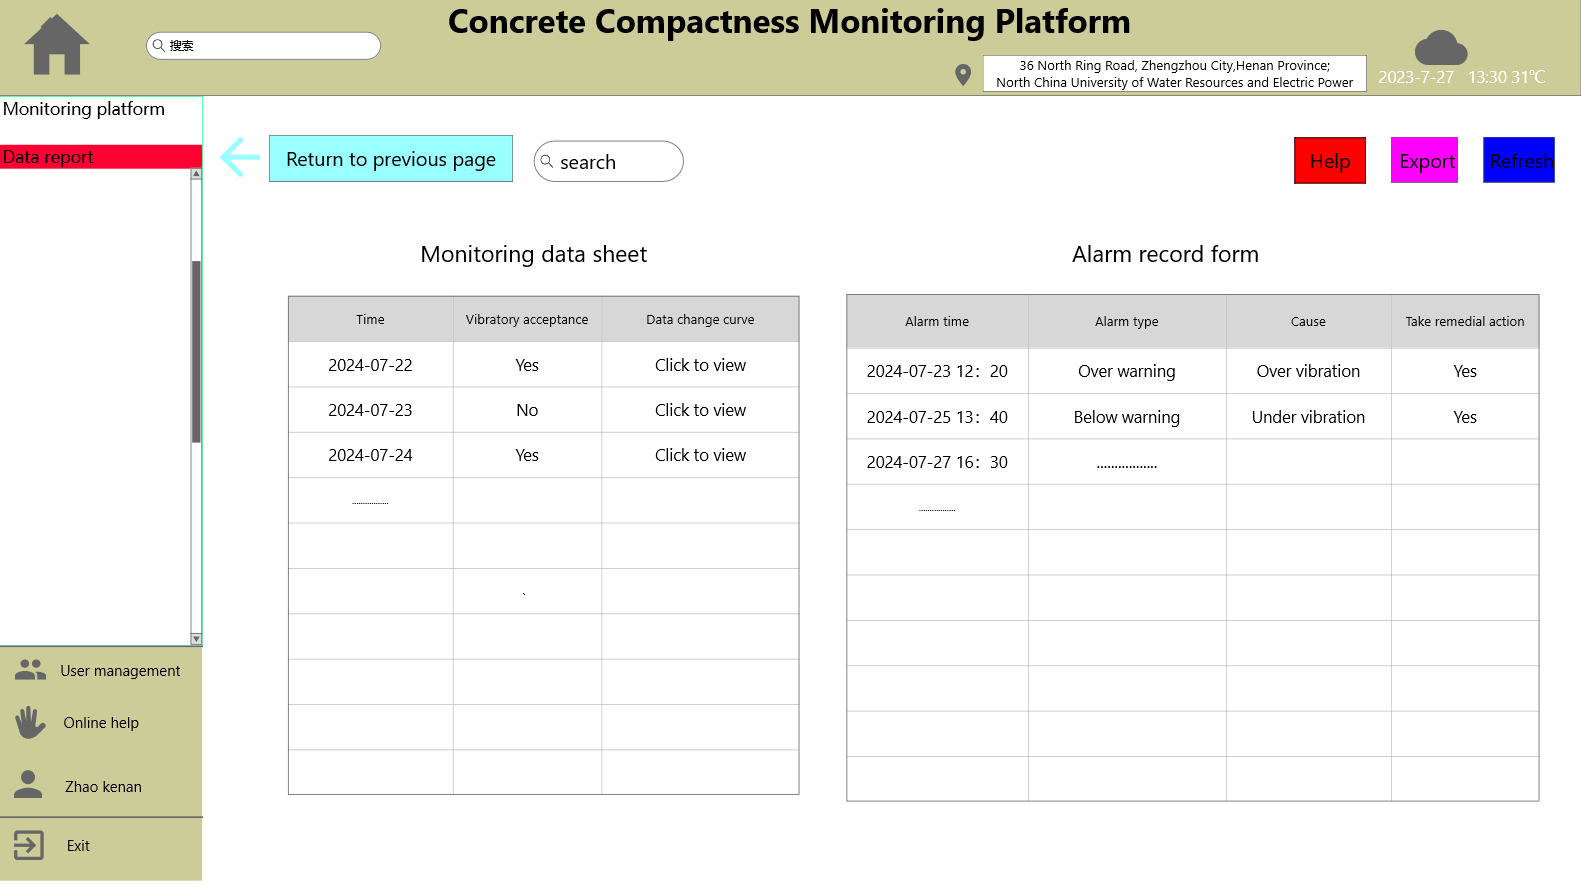 Concrete Compactness Monitoring Platform
搜索
36 North Ring Road, Zhengzhou City,Henan Province;
North China University of Water Resources and Electric Power
2023-7-27 13:30 31℃
Monitoring platform
Data report
Return to previous page
search
Help
Export
Refresh
Monitoring data sheet
Time Vibratory acceptance Data change curve
2024-07-22 Yes Click to view
2024-07-23 No Click to view
2024-07-24 Yes Click to view
.................
、
Alarm record form
Alarm time Alarm type Cause Take remedial action
2024-07-23 12：20 Over warning Over vibration Yes
2024-07-25 13：40 Below warning Under vibration Yes
2024-07-27 16：30 .................
.................
User management
Online help
Zhao kenan
Exit